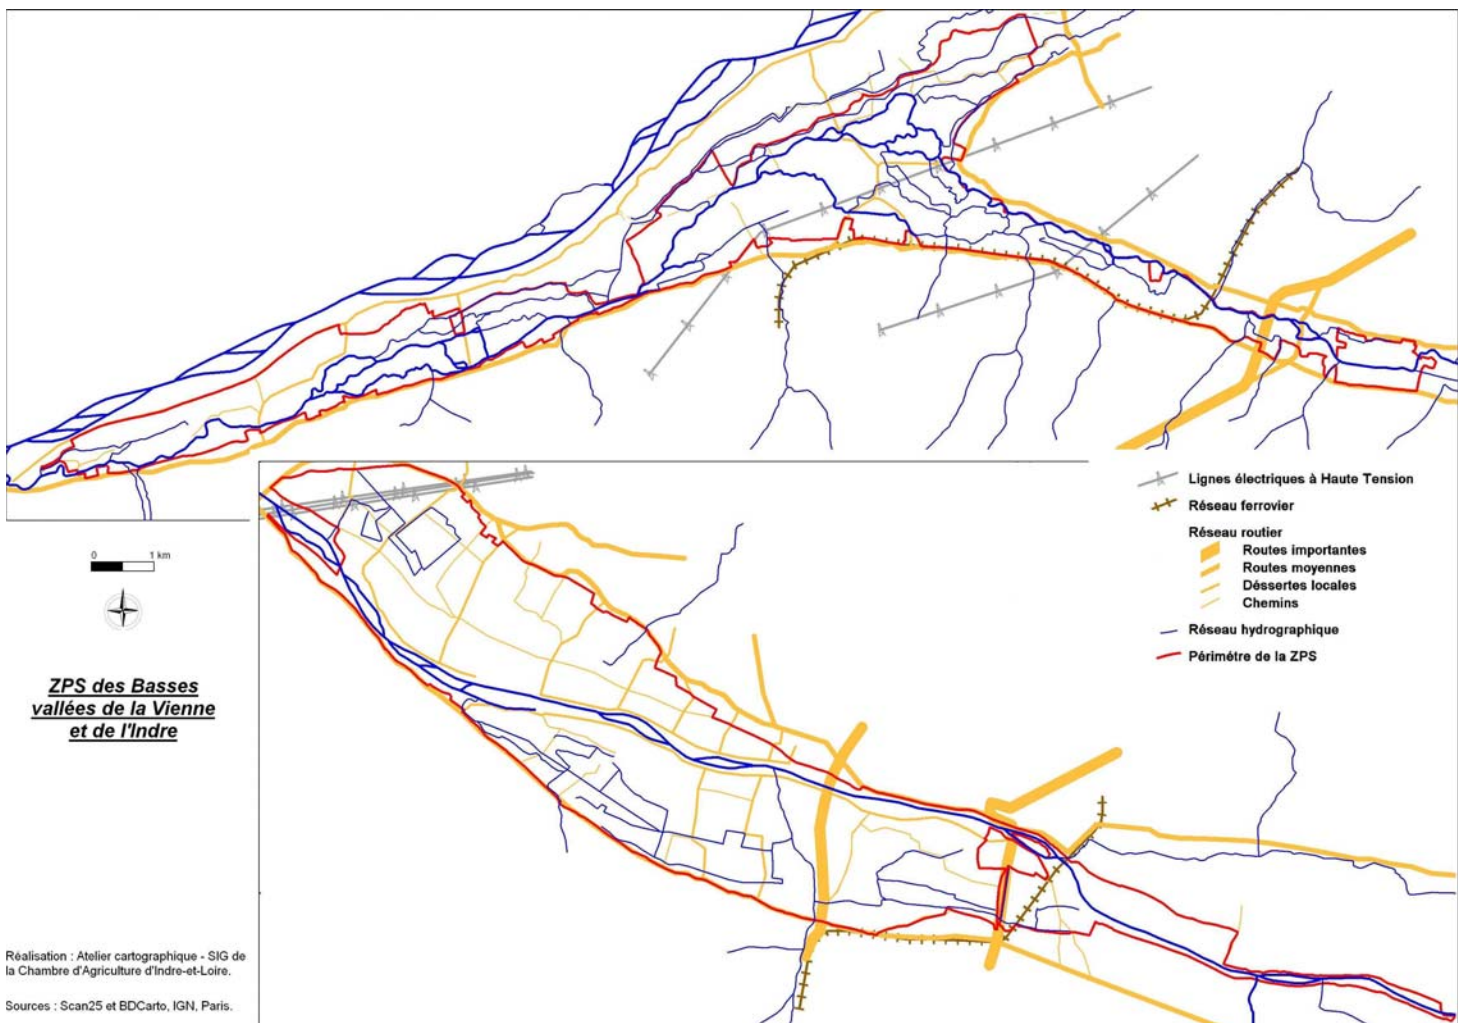 Lignes électriques à Haute Tension
Réseau ferrovier
Réseau routier
Routes importantes
Routes moyennes
Déssertes locales
Chemins
Réseau hydrographique
Périmétre de la ZPS
0 1 km
ZPS des Basses
vallées de la Vienne
et de l'Indre
Réalisation : Atelier cartographique - SIG de
la Chambre d'Agriculture d'Indre-et-Loire.
Sources : Scan25 et BDCarto, IGN, Paris.